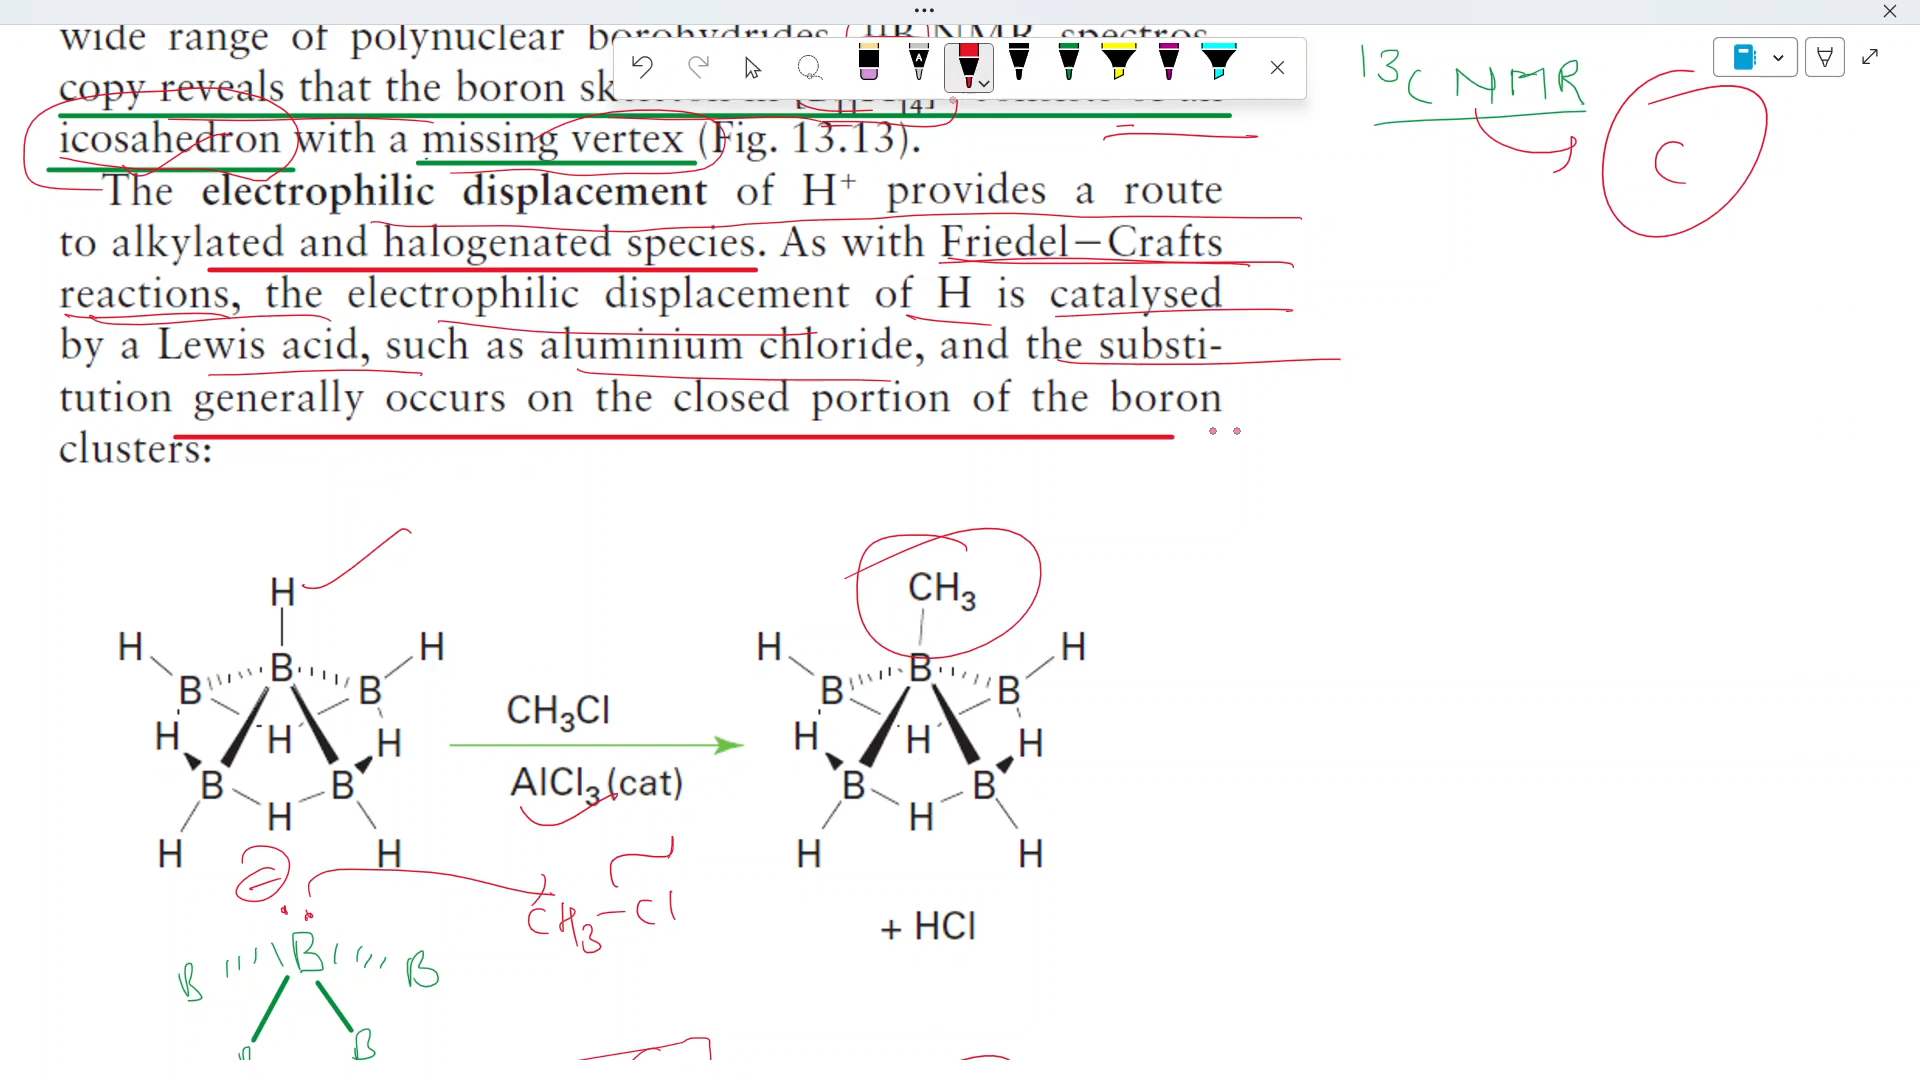 wide range of polynuclear borohydrides. 11B NMR spectros-
copy reveals that the boron
icosahedron with a missing vertex (Fig. 13.13).
The electrophilic displacement of H+ provides a route
to alkylated and halogenated species. As with Friedel–Crafts
reactions, the electrophilic displacement of H is catalysed
by a Lewis acid, such as aluminium chloride, and the substi-
tution generally occurs on the closed portion of the boron
clusters:
13C NMR
C
H
H H
B B B
H H H
B B
H
H H
CH3Cl
AlCl3 (cat)
CH3
H H
B B B
H H H
B B
H
H H
+ HCl
CH3-Cl
B B B
B